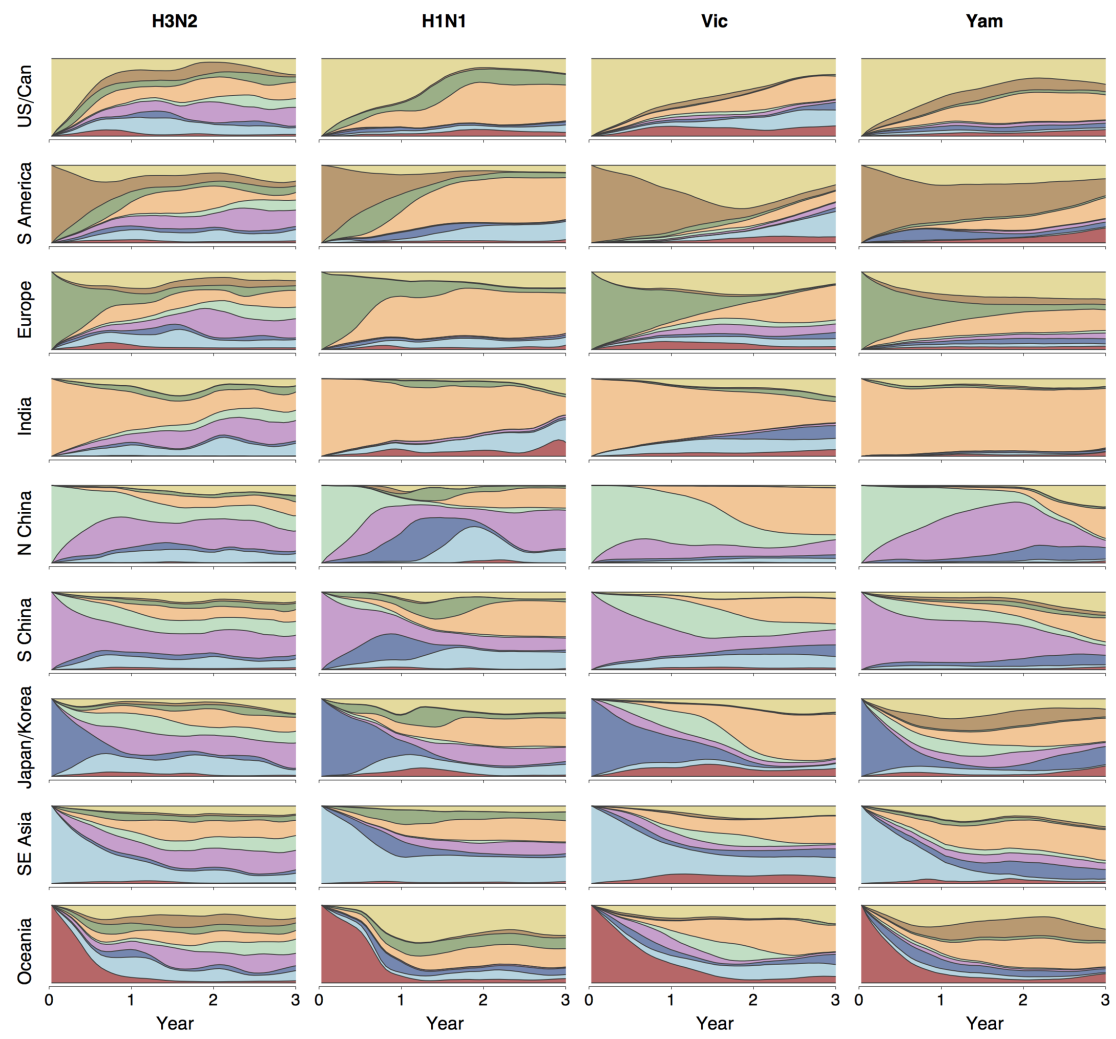 H3N2 H1N1 Vic Yam
US/Can
S America
Europe
India
N China
S China
Japan/Korea
SE Asia
Oceania
0 1 2 3 0 1 2 3 0 1 2 3 0 1 2 3
Year Year Year Year